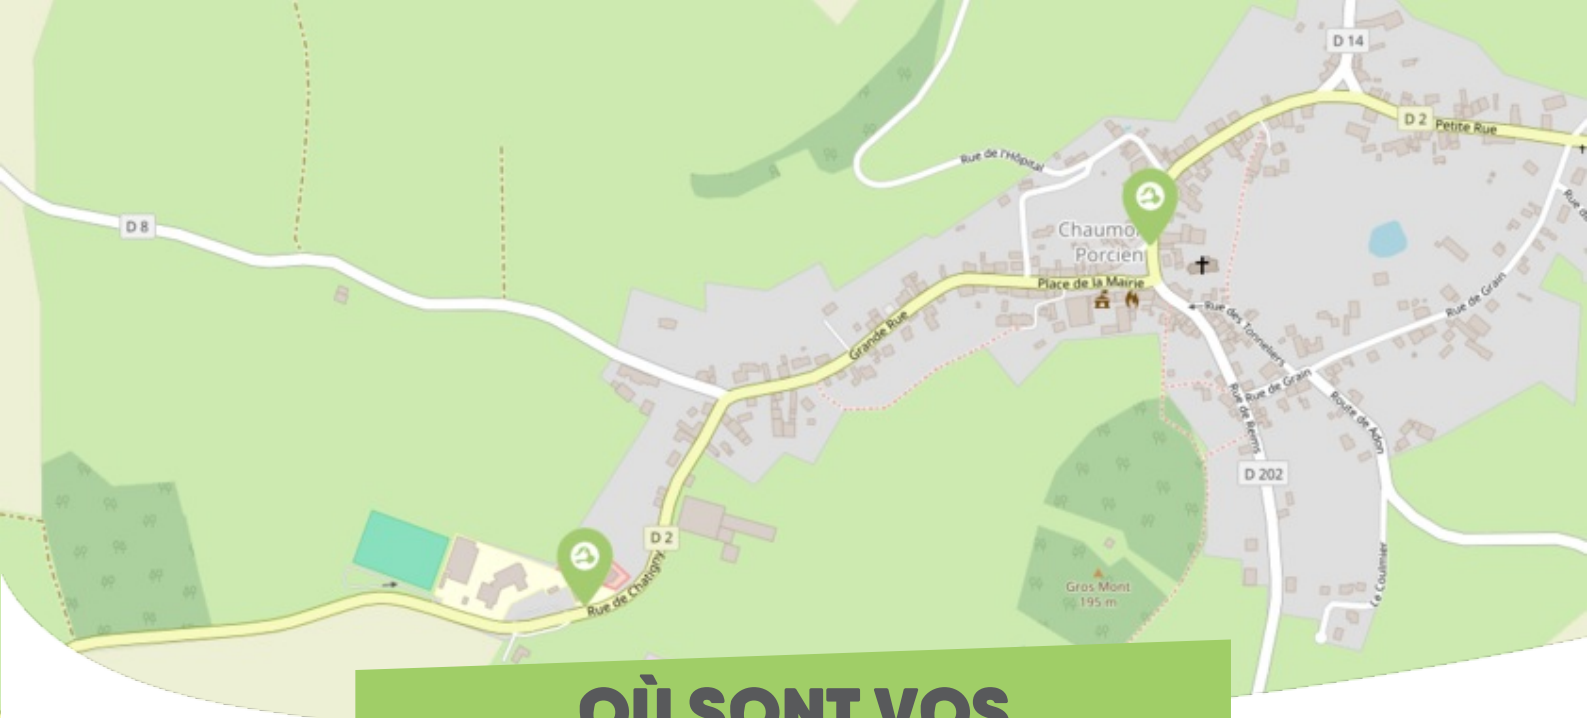 D 14
D 2
Petite Rue
Rue de l'Hôpital
D 8
Chaumo
Porcien
Place de la Mairie
Rue des Tonneliers
Rue de Grain
Grande Rue
Rue de Grain
Rue de Reims
Route de Adon
D 202
D 2
Rue de Chatigny
Gros Mont
195 m
Le Coulmier
OÙ SONT VOS